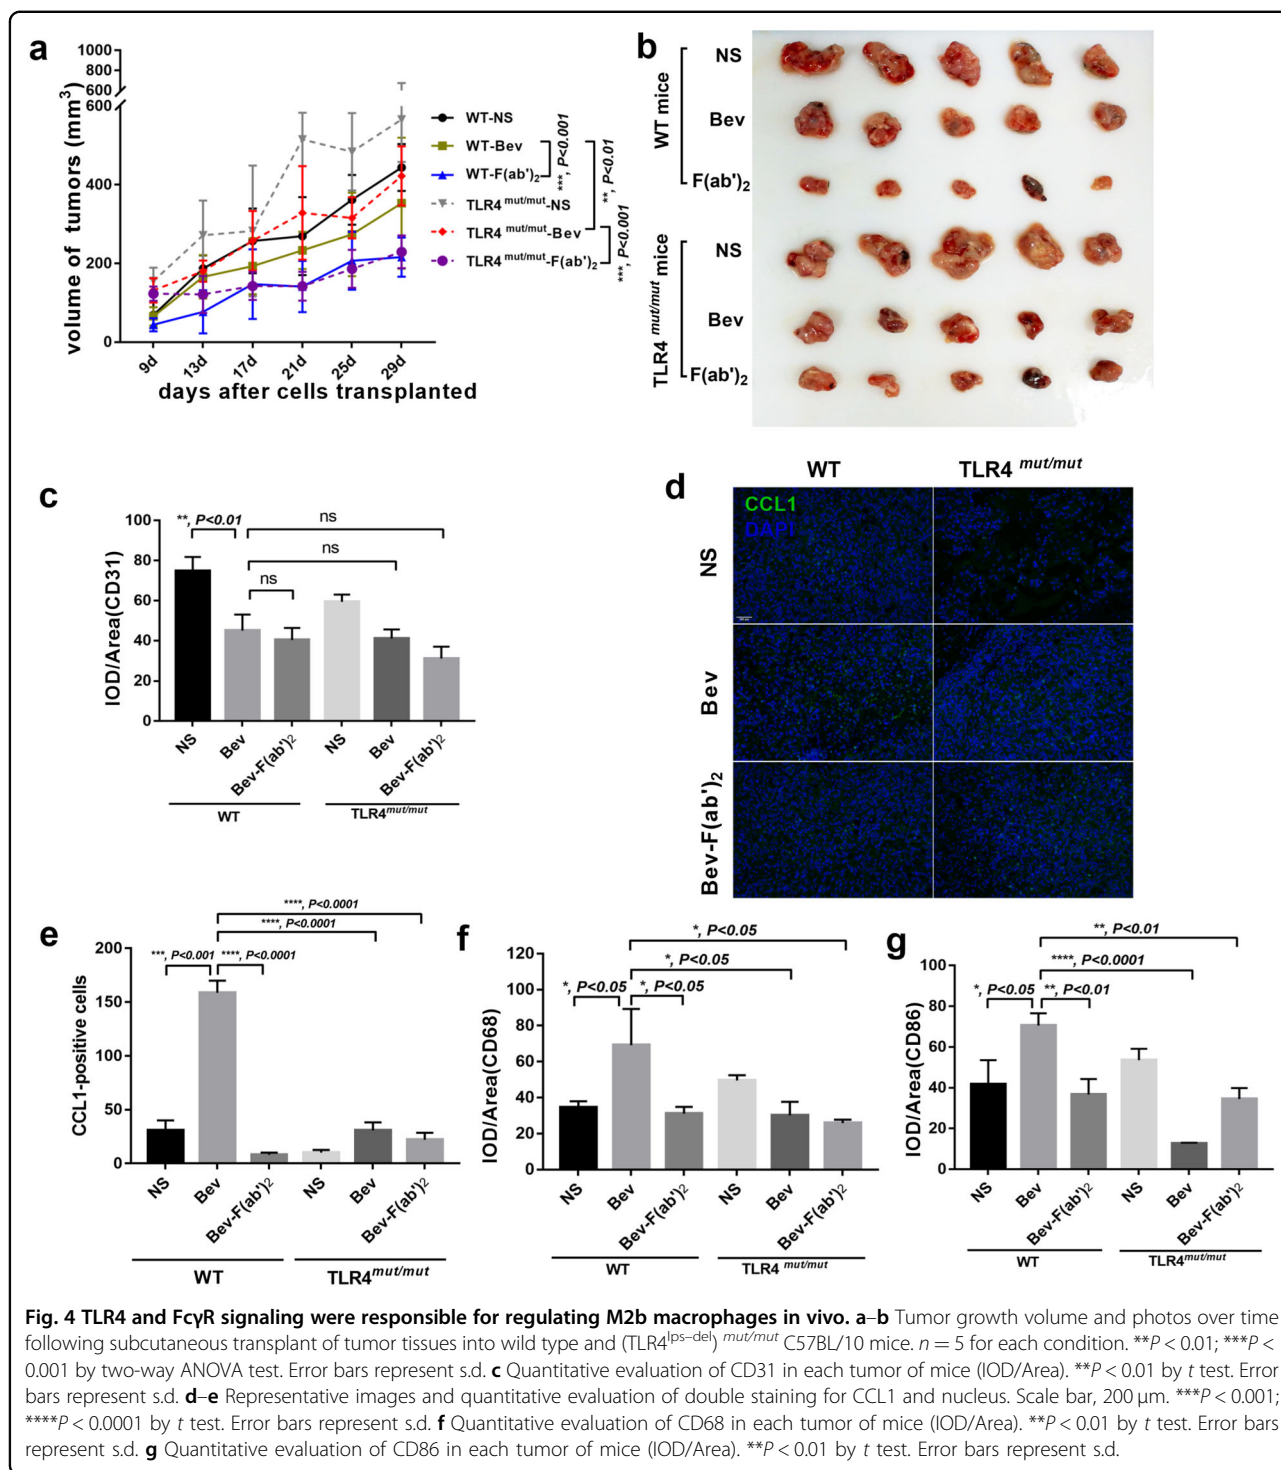 a
volume of tumors (mm³)
1000
800
600
400
200
0
9d
13d
17d
21d
25d
29d
days after cells transplanted
WT-NS
WT-Bev
WT-F(ab')₂
TLR4 mut/mut-NS
TLR4 mut/mut-Bev
TLR4 mut/mut-F(ab')₂
***, P<0.001
**, P<0.01
***, P<0.001
b
WT mice
NS
Bev
F(ab')₂
TLR4 mut/mut mice
NS
Bev
F(ab')₂
c
IOD/Area(CD31)
100
80
60
40
20
0
**, P<0.01
ns
ns
ns
NS
Bev
Bev-F(ab')₂
NS
Bev
Bev-F(ab')₂
WT
TLR4mut/mut
d
WT
TLR4 mut/mut
CCL1
DAPI
NS
Bev
Bev-F(ab')₂
e
CCL1-positive cells
200
150
100
50
0
****, P<0.0001
****, P<0.0001
***, P<0.001
****, P<0.0001
NS
Bev
Bev-F(ab')₂
NS
Bev
Bev-F(ab')₂
WT
TLR4mut/mut
f
IOD/Area(CD68)
120
100
80
60
40
20
0
*, P<0.05
*, P<0.05
*, P<0.05
*, P<0.05
NS
Bev
Bev-F(ab')₂
NS
Bev
Bev-F(ab')₂
WT
TLR4 mut/mut
g
IOD/Area(CD86)
100
80
60
40
20
0
**, P<0.01
****, P<0.0001
*, P<0.05
**, P<0.01
NS
Bev
Bev-F(ab')₂
NS
Bev
Bev-F(ab')₂
WT
TLR4mut/mut
Fig. 4 TLR4 and FcγR signaling were responsible for regulating M2b macrophages in vivo. a–b Tumor growth volume and photos over time
following subcutaneous transplant of tumor tissues into wild type and (TLR4lps–del) mut/mut C57BL/10 mice. n = 5 for each condition. **P < 0.01; ***P <
0.001 by two-way ANOVA test. Error bars represent s.d. c Quantitative evaluation of CD31 in each tumor of mice (IOD/Area). **P < 0.01 by t test. Error
bars represent s.d. d–e Representative images and quantitative evaluation of double staining for CCL1 and nucleus. Scale bar, 200 μm. ***P < 0.001;
****P < 0.0001 by t test. Error bars represent s.d. f Quantitative evaluation of CD68 in each tumor of mice (IOD/Area). **P < 0.01 by t test. Error bars
represent s.d. g Quantitative evaluation of CD86 in each tumor of mice (IOD/Area). **P < 0.01 by t test. Error bars represent s.d.